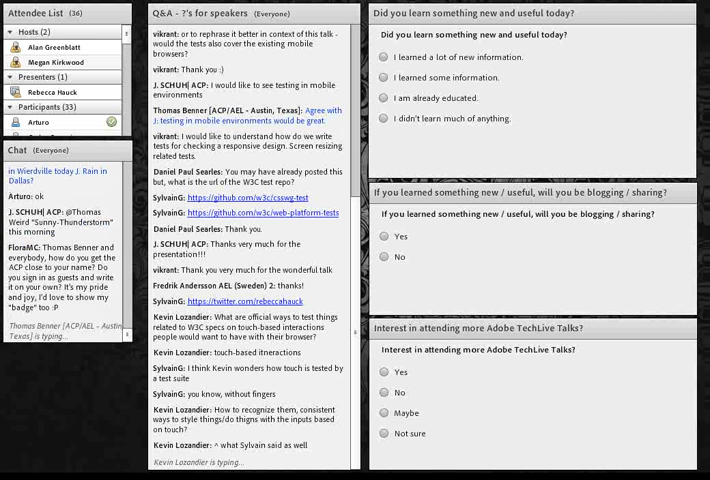 Attendee List (36)
Hosts (2)
Alan Greenblatt
Megan Kirkwood
Presenters (1)
Rebecca Hauck
Participants (33)
Arturo
Chat (Everyone)
in Wierdville today J. Rain in
Dallas?
Arturo: ok
J. SCHUH| ACP: @Thomas
Weird "Sunny-Thunderstorm"
this morning
FloraMC: Thomas Benner and
everybody, how do you get the
ACP close to your name? Do
you sign in as guests and write
it on your own? It's my pride
and joy, I'd love to show my
"badge" too :P
Thomas Benner [ACP/AEL - Austin,
Texas] is typing...
Q&A - ?'s for speakers (Everyone)
vikrant: or to rephrase it better in context of this talk -
would the tests also cover the existing mobile
browsers?
vikrant: Thank you :)
J. SCHUH| ACP: I would like to see testing in mobile
environments
Thomas Benner [ACP/AEL - Austin, Texas]: Agree with
J: testing in mobile environments would be great.
vikrant: I would like to understand how do we write
tests for checking a responsive design. Screen resizing
related tests.
Daniel Paul Searles: You may have already posted this
but, what is the url of the W3C test repo?
SylvainG: https://github.com/w3c/csswg-test
SylvainG: https://github.com/w3c/web-platform-tests
Daniel Paul Searles: Thank you.
J. SCHUH| ACP: Thanks very much for the
presentation!!!
vikrant: Thank you very much for the wonderful talk
Fredrik Andersson AEL (Sweden) 2: thanks!
SylvainG: https://twitter.com/rebeccahauck
Kevin Lozandier: What are official ways to test things
related to W3C specs on touch-based interactions
people would want to have with their browser?
Kevin Lozandier: touch-based itneractions
SylvainG: I think Kevin wonders how touch is tested by
a test suite
SylvainG: you know, without fingers
Kevin Lozandier: How to recognize them, consistent
ways to style things/do thigns with the inputs based
on touch?
Kevin Lozandier: ^ what Sylvain said as well
Kevin Lozandier is typing...
Did you learn something new and useful today?
Did you learn something new and useful today?
I learned a lot of new information.
I learned some information.
I am already educated.
I didn't learn much of anything.
If you learned something new / useful, will you be blogging / sharing?
If you learned something new / useful, will you be blogging / sharing?
Yes
No
Interest in attending more Adobe TechLive Talks?
Interest in attending more Adobe TechLive Talks?
Yes
No
Maybe
Not sure